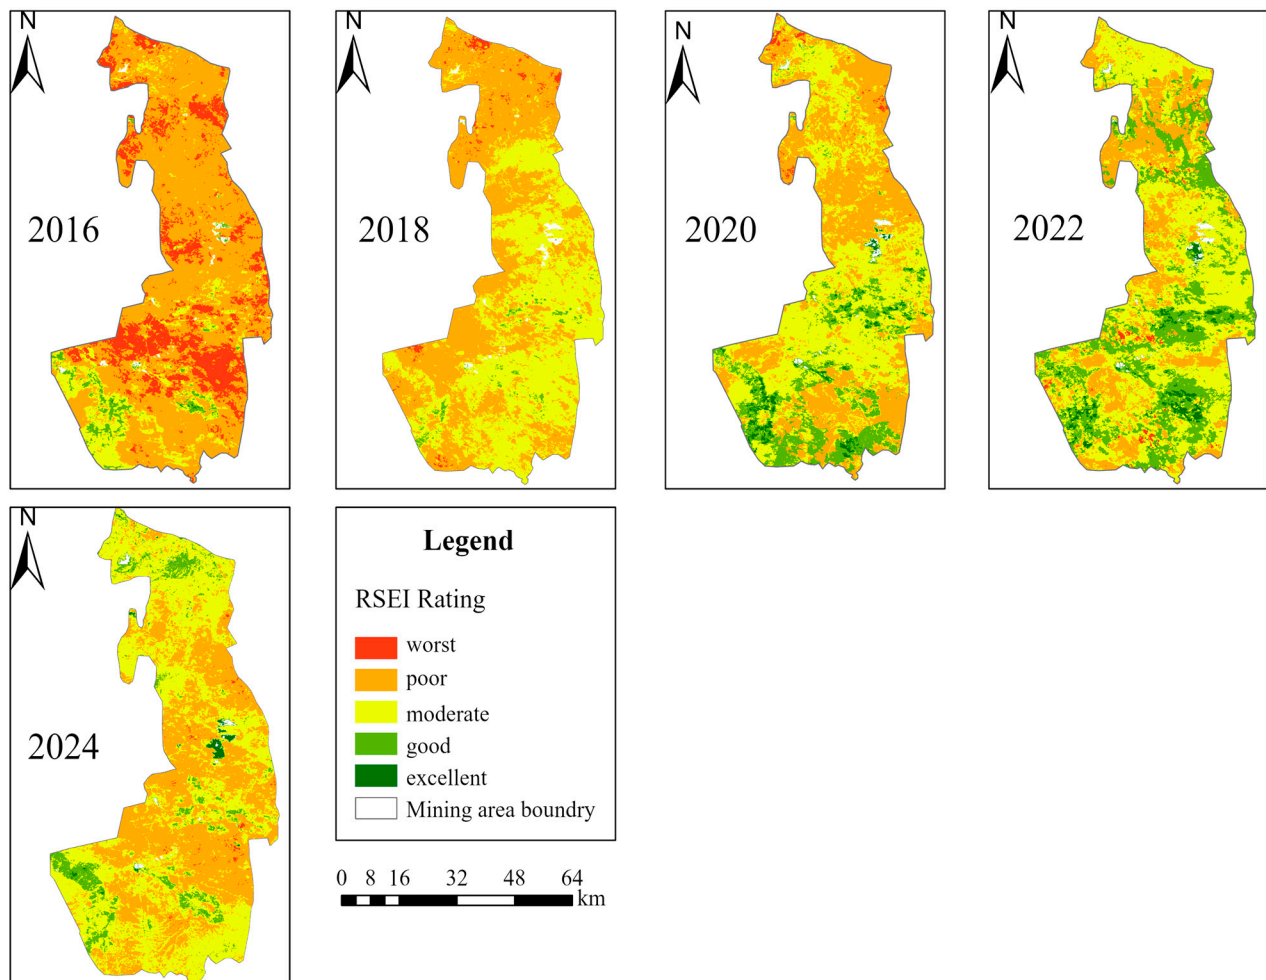 N
N
N
N
2016
2018
2020
2022
N
2024
Legend
RSEI Rating
worst
poor
moderate
good
excellent
Mining area boundry
0 8 16 32 48 64
km